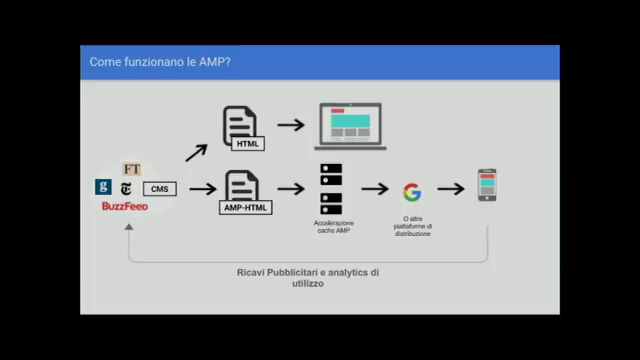 Come funzionano le AMP?
HTML
FT
g
T
CMS
BuzzFeed
AMP-HTML
Accelerazione
cache AMP
G
O altre
piattaforme di
distribuzione
Ricavi Pubblicitari e analytics di
utilizzo